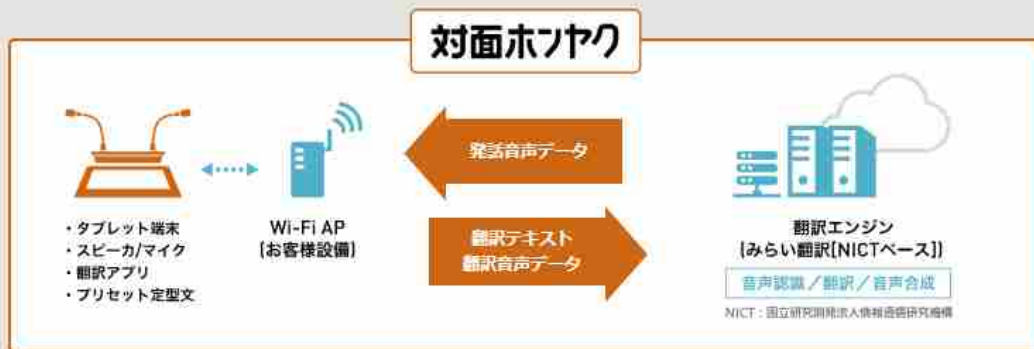 対面ホンヤク
発話音声データ
翻訳テキスト
翻訳音声データ
・タブレット端末
・スピーカ/マイク
・翻訳アプリ
・プリセット定型文
Wi-Fi AP
(お客様設備)
翻訳エンジン
(みらい翻訳[NICTベース])
音声認識／翻訳／音声合成
NICT：国立研究開発法人情報通信研究機構